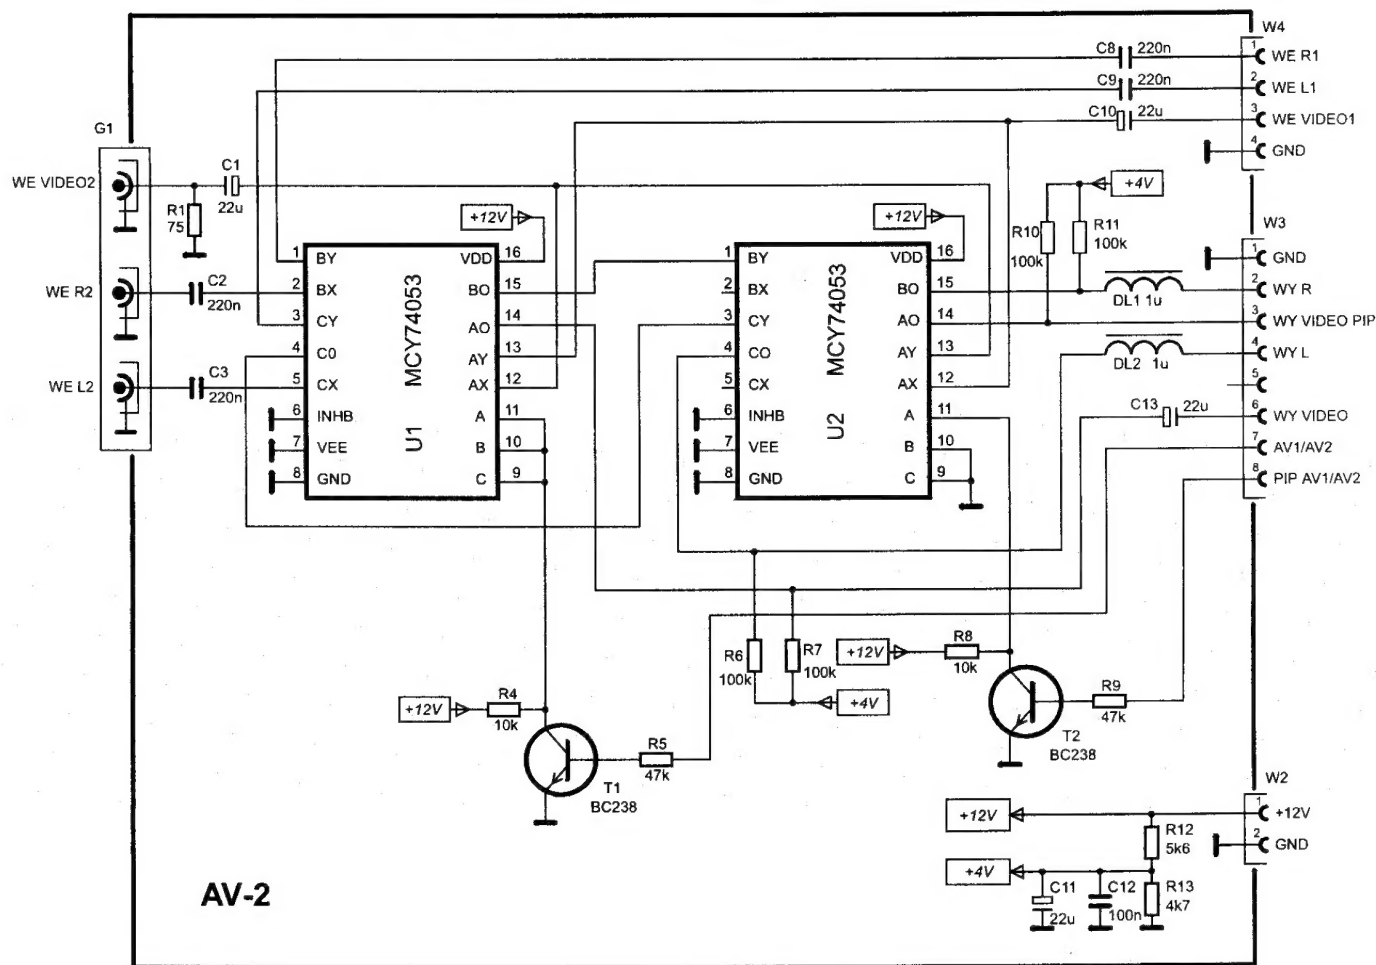 W4
C8 220n
1 WE R1
C9 220n
2 WE L1
C10 22u
3 WE VIDEO1
4 GND
G1
WE VIDEO2
C1
22u
R1
75
WE R2
C2
220n
WE L2
C3
220n
+12V
1 BY VDD 16
2 BX BO 15
3 CY AO 14
4 C0 AY 13
5 CX AX 12
6 INHB A 11
7 VEE B 10
8 GND C 9
MCY74053
U1
+12V
1 BY VDD 16
2 BX BO 15
3 CY AO 14
4 CO AY 13
5 CX AX 12
6 INHB A 11
7 VEE B 10
8 GND C 9
MCY74053
U2
+4V
R10
100k
R11
100k
W3
1 GND
DL1 1u
2 WY R
3 WY VIDEO PIP
4 WY L
DL2 1u
5
C13 22u
6 WY VIDEO
7 AV1/AV2
8 PIP AV1/AV2
+12V
R4
10k
T1
BC238
R5
47k
R6
100k
R7
100k
+4V
+12V
R8
10k
T2
BC238
R9
47k
W2
+12V
1 +12V
R12
5k6
2 GND
+4V
C11
22u
C12
100n
R13
4k7
AV-2